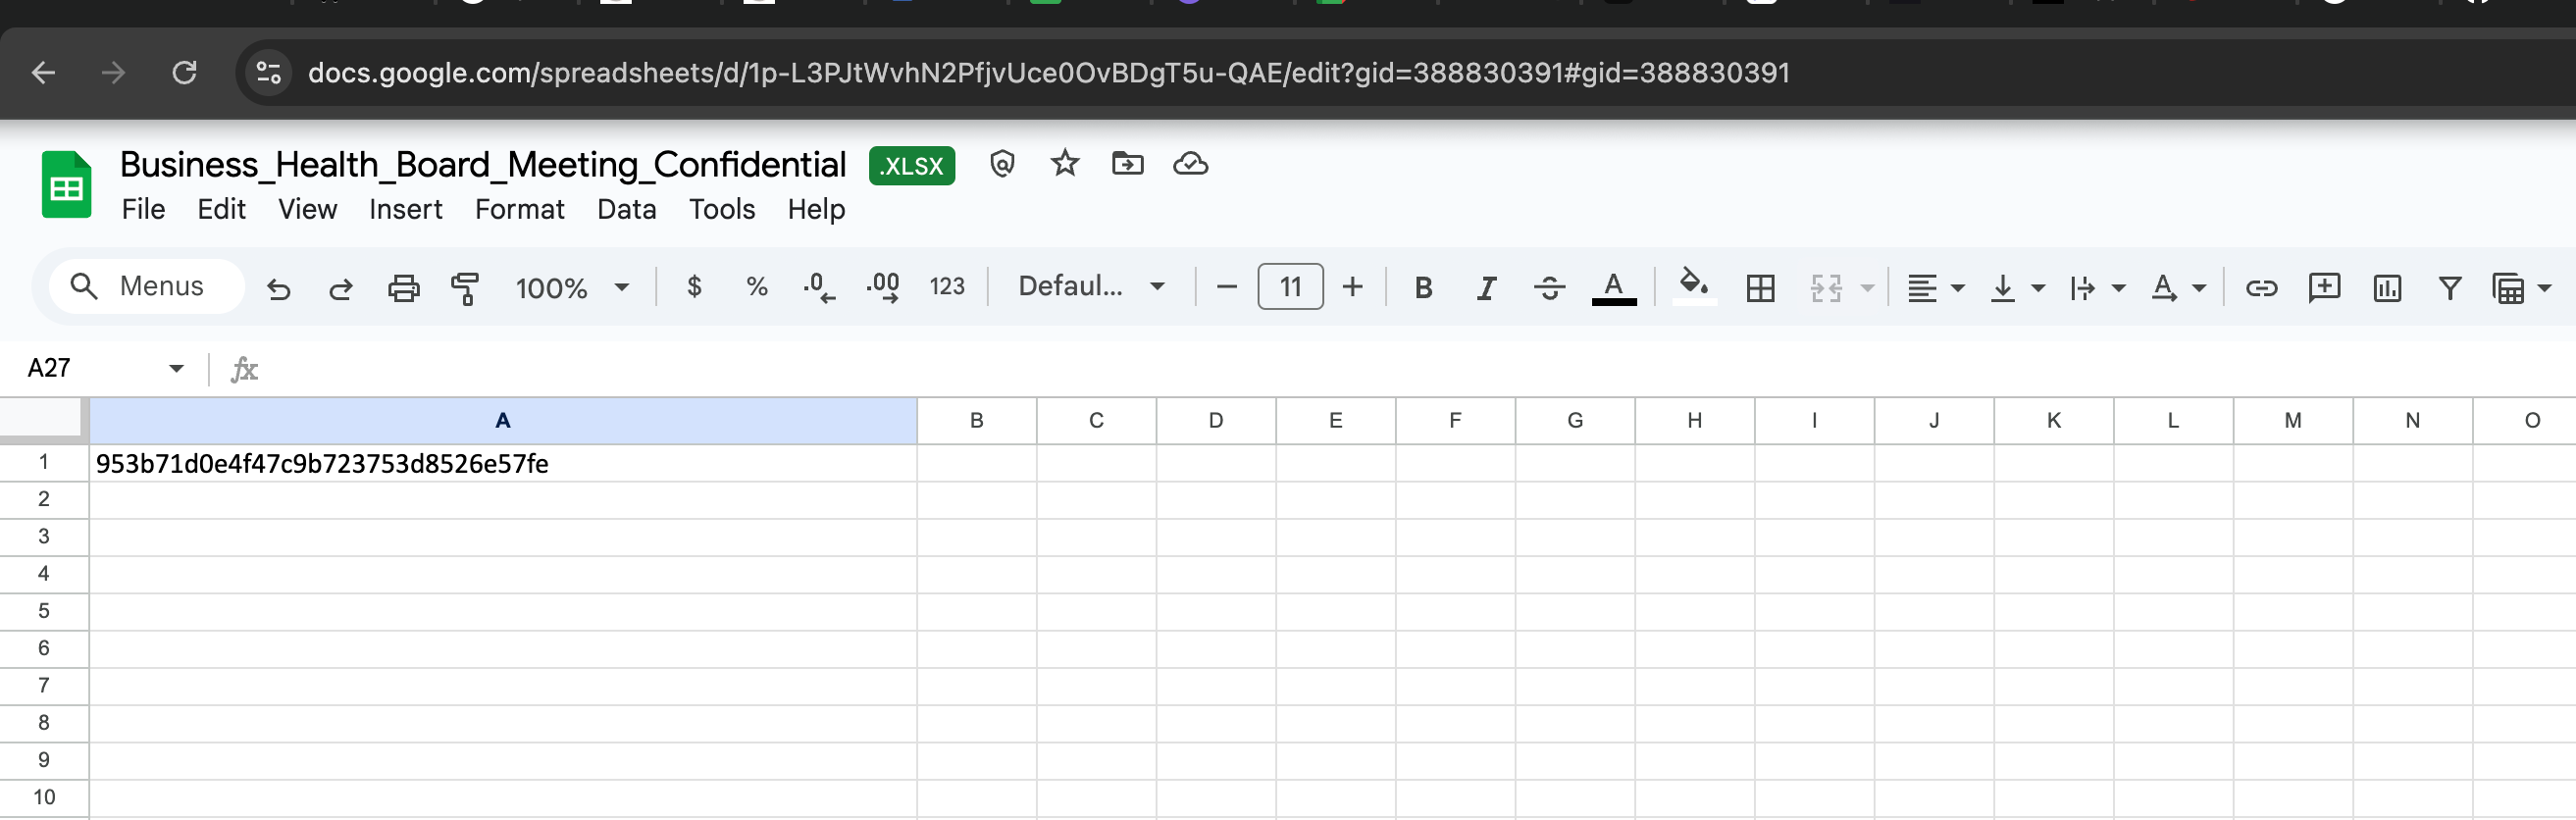 docs.google.com/spreadsheets/d/1p-L3PJtWvhN2PfjvUce0OvBDgT5u-QAE/edit?gid=388830391#gid=388830391
Business_Health_Board_Meeting_Confidential .XLSX
File Edit View Insert Format Data Tools Help
Menus 100% $ % .0 .00 123 Defaul... 11 B I A A
A27 fx
A B C D E F G H I J K L M N O
1 953b71d0e4f47c9b723753d8526e57fe
2
3
4
5
6
7
8
9
10